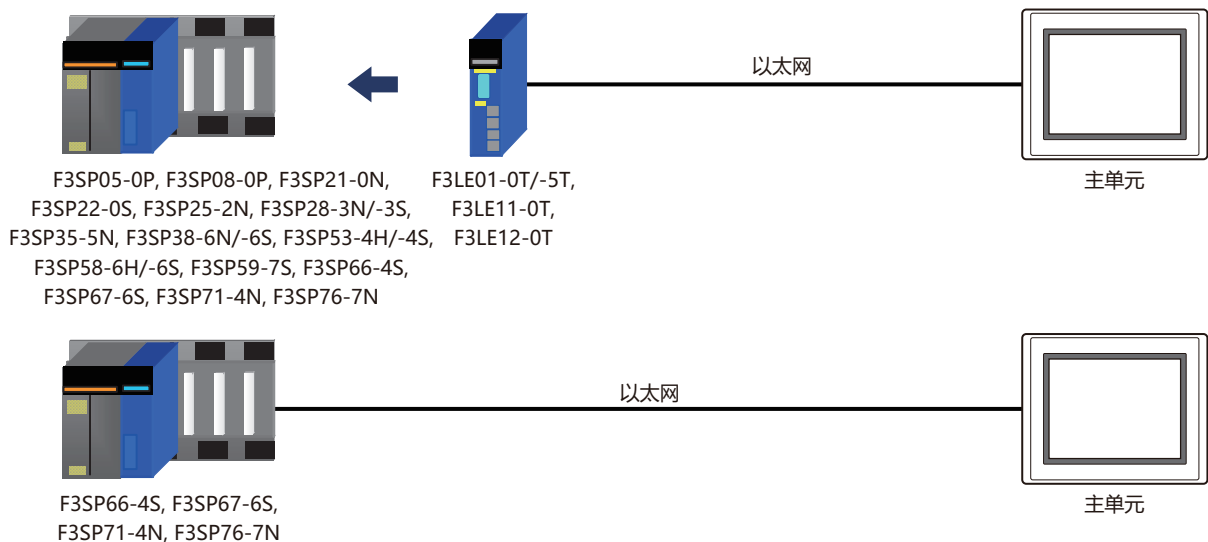 以太网
F3SP05-0P, F3SP08-0P, F3SP21-0N,
F3SP22-0S, F3SP25-2N, F3SP28-3N/-3S,
F3SP35-5N, F3SP38-6N/-6S, F3SP53-4H/-4S,
F3SP58-6H/-6S, F3SP59-7S, F3SP66-4S,
F3SP67-6S, F3SP71-4N, F3SP76-7N
F3LE01-0T/-5T,
F3LE11-0T,
F3LE12-0T
主单元
以太网
F3SP66-4S, F3SP67-6S,
F3SP71-4N, F3SP76-7N
主单元